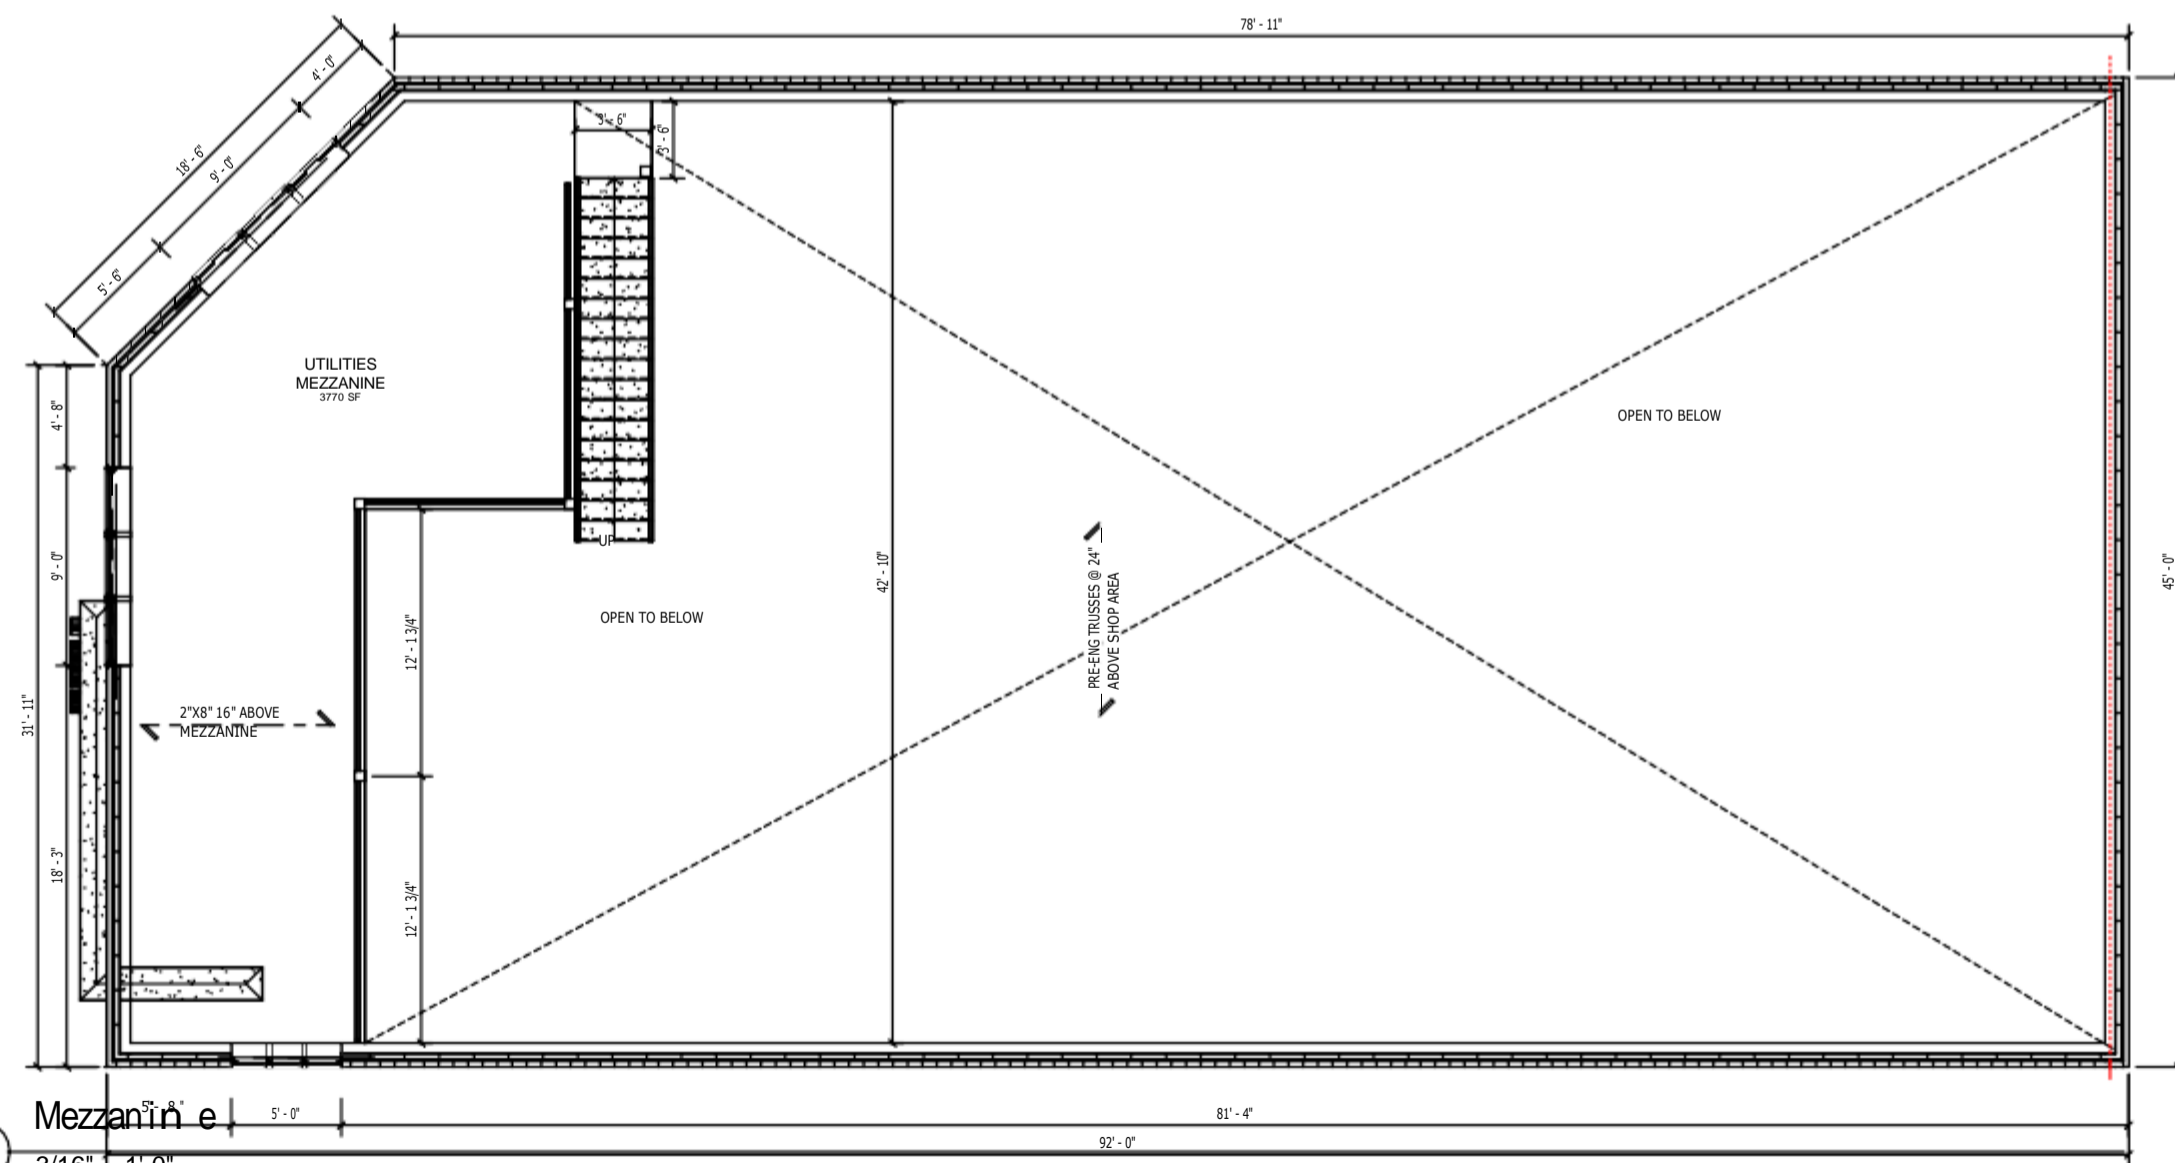 78' - 11"
4' - 0"
18' - 6"
9' - 0"
5' - 6"
3' - 6"
3' - 6"
UTILITIES
MEZZANINE
3770 SF
4' - 8"
OPEN TO BELOW
UP
9' - 0"
42' - 10"
45' - 0"
PRE-ENG TRUSSES @ 24"
ABOVE SHOP AREA
OPEN TO BELOW
12' - 1 3/4"
31' - 11"
2"X8" 16" ABOVE
MEZZANINE
18' - 3"
12' - 1 3/4"
5' - 8"
Mezzanine
5' - 0"
81' - 4"
92' - 0"